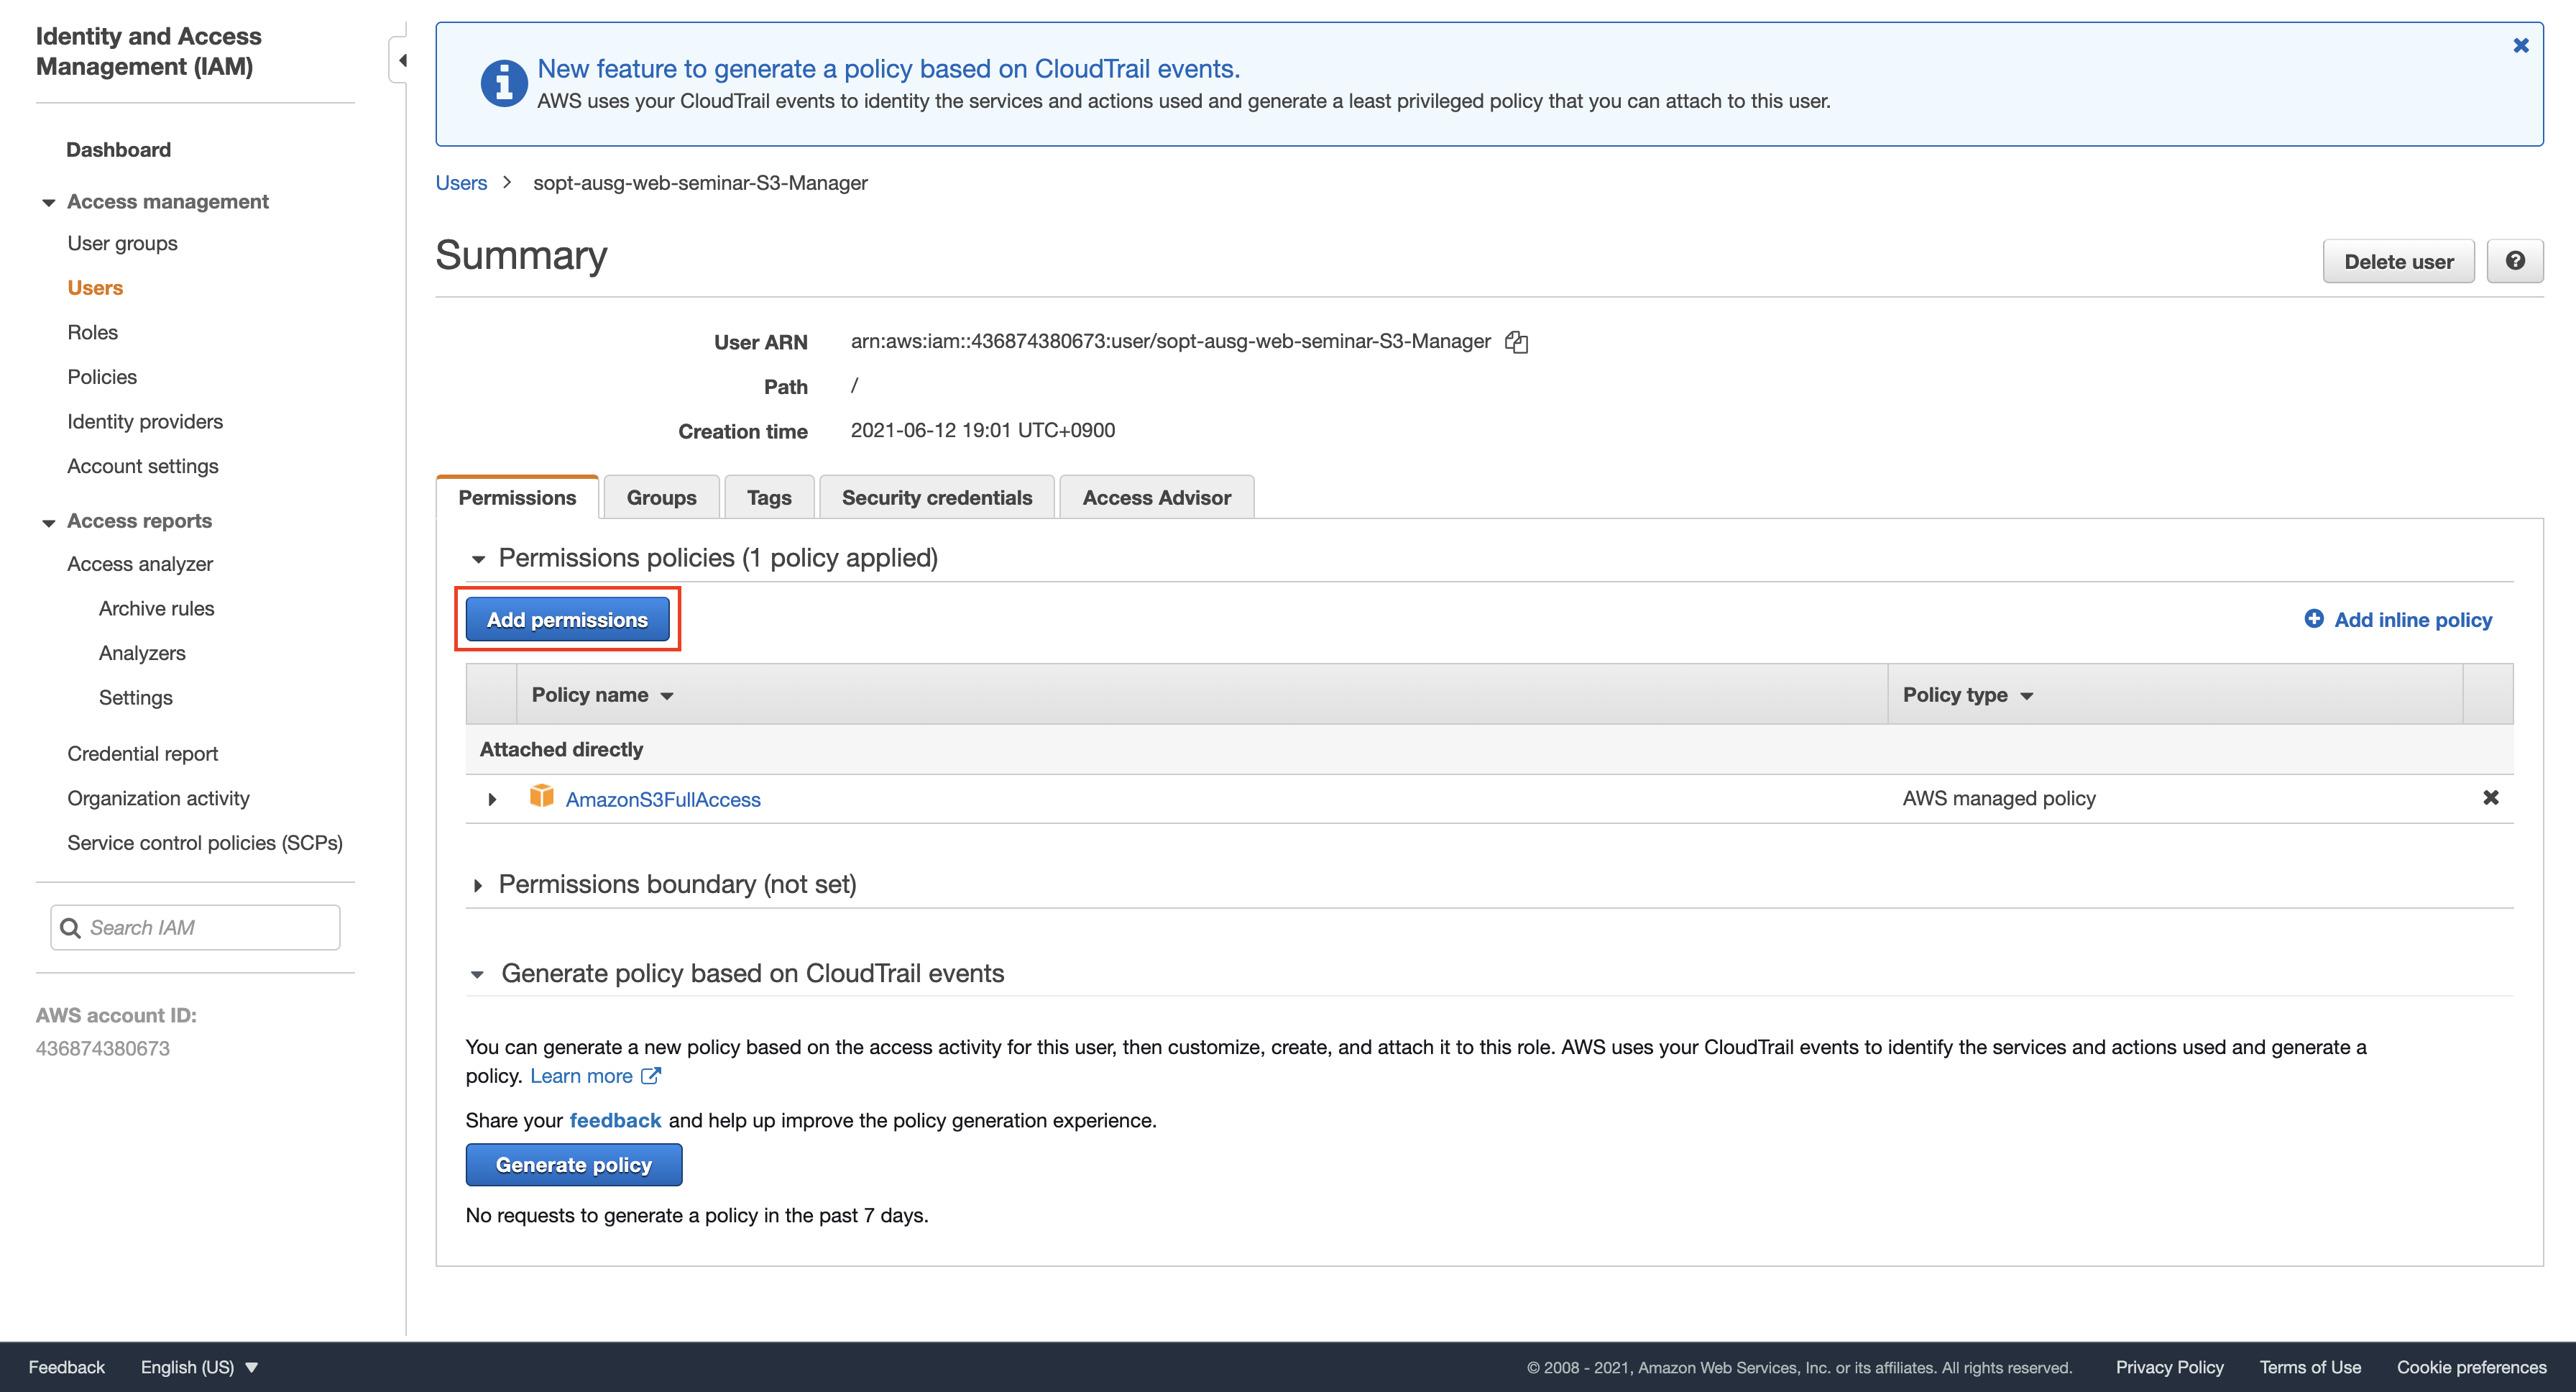 Identity and Access
Management (IAM)
Dashboard
Access management
User groups
Users
Roles
Policies
Identity providers
Account settings
Access reports
Access analyzer
Archive rules
Analyzers
Settings
Credential report
Organization activity
Service control policies (SCPs)
Search IAM
AWS account ID:
436874380673
New feature to generate a policy based on CloudTrail events.
AWS uses your CloudTrail events to identify the services and actions used and generate a least privileged policy that you can attach to this user.
Users > sopt-ausg-web-seminar-S3-Manager
Summary
Delete user
User ARN arn:aws:iam::436874380673:user/sopt-ausg-web-seminar-S3-Manager
Path /
Creation time 2021-06-12 19:01 UTC+0900
Permissions Groups Tags Security credentials Access Advisor
Permissions policies (1 policy applied)
Add permissions Add inline policy
Policy name Policy type
Attached directly
AmazonS3FullAccess AWS managed policy
Permissions boundary (not set)
Generate policy based on CloudTrail events
You can generate a new policy based on the access activity for this user, then customize, create, and attach it to this role. AWS uses your CloudTrail events to identify the services and actions used and generate a
policy. Learn more
Share your feedback and help up improve the policy generation experience.
Generate policy
No requests to generate a policy in the past 7 days.
Feedback English (US) © 2008 - 2021, Amazon Web Services, Inc. or its affiliates. All rights reserved. Privacy Policy Terms of Use Cookie preferences